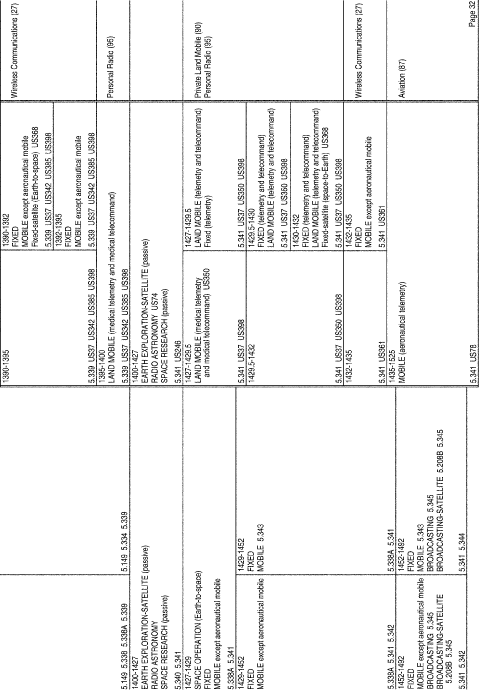 5.149 5.338 5.338A 5.339
1400-1427
EARTH EXPLORATION-SATELLITE (passive)
RADIO ASTRONOMY
SPACE RESEARCH (passive)
5.340 5.341
1427-1429
SPACE OPERATION (Earth-to-space)
FIXED
MOBILE except aeronautical mobile
5.338A 5.341
1429-1452
FIXED
MOBILE except aeronautical mobile
5.338A 5.341 5.342
1452-1492
FIXED
MOBILE except aeronautical mobile
BROADCASTING 5.345
BROADCASTING-SATELLITE
5.208B 5.345
5.341 5.342
5.149 5.334 5.339
1429-1452
FIXED
MOBILE 5.343
5.338A 5.341
1452-1492
FIXED
MOBILE 5.343
BROADCASTING 5.345
BROADCASTING-SATELLITE 5.208B 5.345
5.341 5.344
1390-1395
5.339 US37 US342 US385 US398
1395-1400
LAND MOBILE (medical telemetry and medical telecommand)
5.339 US37 US342 US385 US398
1400-1427
EARTH EXPLORATION-SATELLITE (passive)
RADIO ASTRONOMY US74
SPACE RESEARCH (passive)
5.341 US246
1427-1429.5
LAND MOBILE (medical telemetry
and medical telecommand) US350
5.341 US37 US398
1429.5-1432
5.341 US37 US350 US398
1432-1435
5.341 US361
1435-1525
MOBILE (aeronautical telemetry)
5.341 US78
1390-1392
FIXED
MOBILE except aeronautical mobile
Fixed-satellite (Earth-to-space) US368
5.339 US37 US342 US385 US398
1392-1395
FIXED
MOBILE except aeronautical mobile
5.339 US37 US342 US385 US398
1427-1429.5
LAND MOBILE (telemetry and telecommand)
Fixed (telemetry)
5.341 US37 US350 US398
1429.5-1430
FIXED (telemetry and telecommand)
LAND MOBILE (telemetry and telecommand)
5.341 US37 US350 US398
1430-1432
FIXED (telemetry and telecommand)
LAND MOBILE (telemetry and telecommand)
Fixed-satellite (space-to-Earth) US368
5.341 US37 US350 US398
1432-1435
FIXED
MOBILE except aeronautical mobile
5.341 US361
Wireless Communications (27)
Personal Radio (95)
Private Land Mobile (90)
Personal Radio (95)
Wireless Communications (27)
Aviation (87)
Page 32